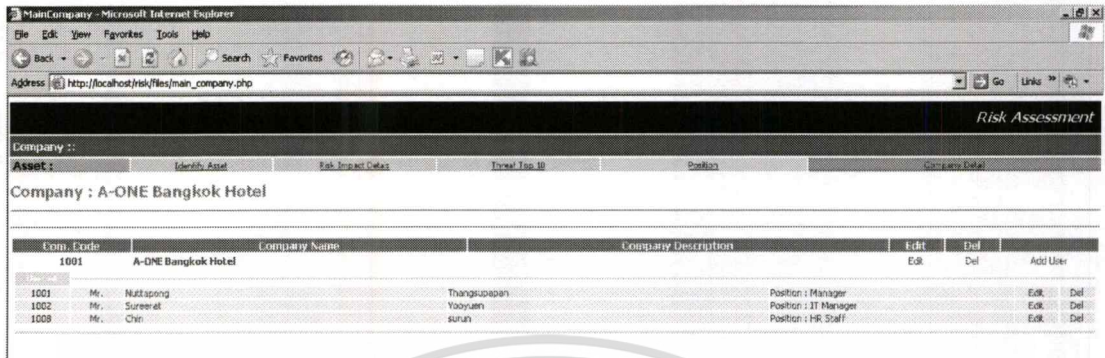 MainCompany - Microsoft Internet Explorer
File Edit View Favorites Tools Help
Back Search Favorites
Address http://localhost/risk/files/main_company.php Go Links »
Risk Assessment
Company ::
Asset : Identify Asset Risk Impact Detais Threat Top 10 Position Company Detail
Company : A-ONE Bangkok Hotel
Com. Code Company Name Company Description Edit Del
1001 A-ONE Bangkok Hotel Edit Del Add User
1001 Mr. Nuttapong Thangsupapan Position : Manager Edit Del
1002 Mr. Sureerat Yooyuen Position : IT Manager Edit Del
1008 Mr. Chin surun Position : HR Staff Edit Del